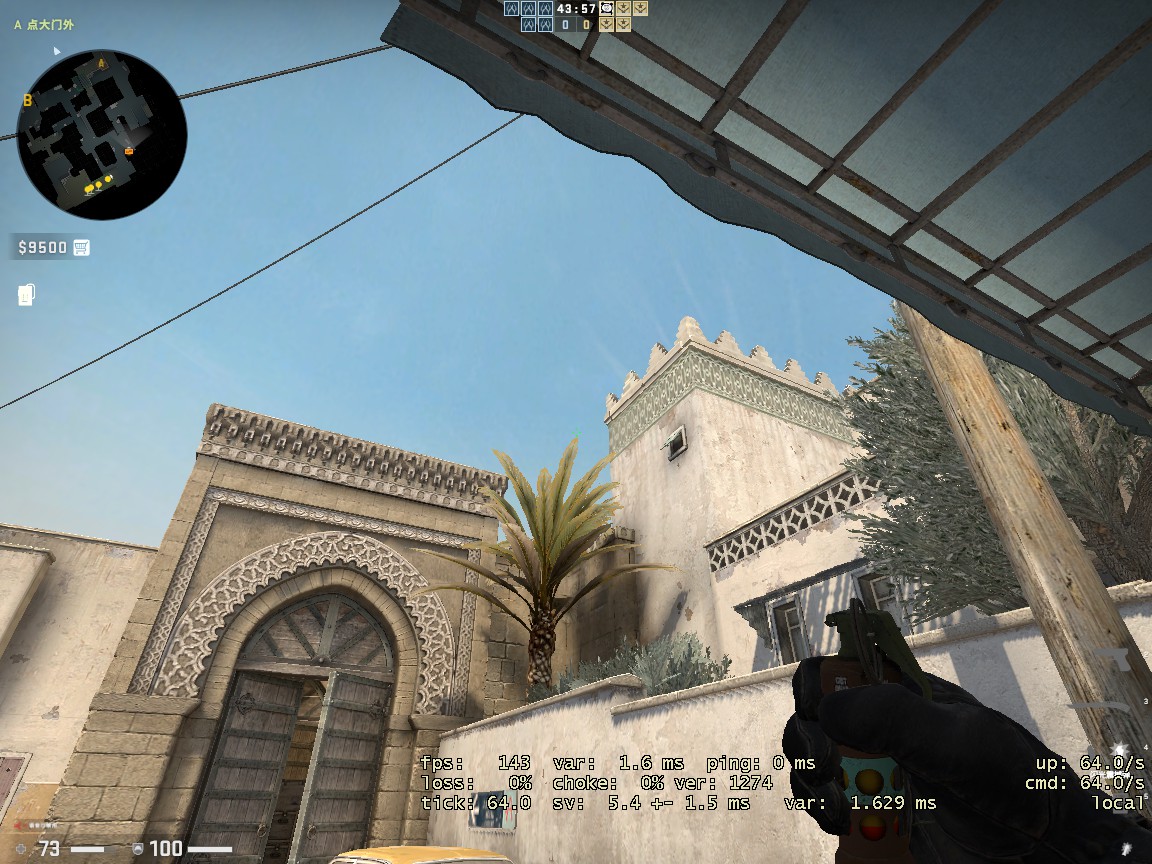 43:57
A 点大门外
0 0
B
A
$9500
fps: 143 var: 1.6 ms ping: 0 ms
loss: 0% choke: 0% ver: 1274
tick: 64.0 sv: 5.4 +- 1.5 ms var: 1.629 ms
up: 64.0/s
cmd: 64.0/s
local
3
4
73
100